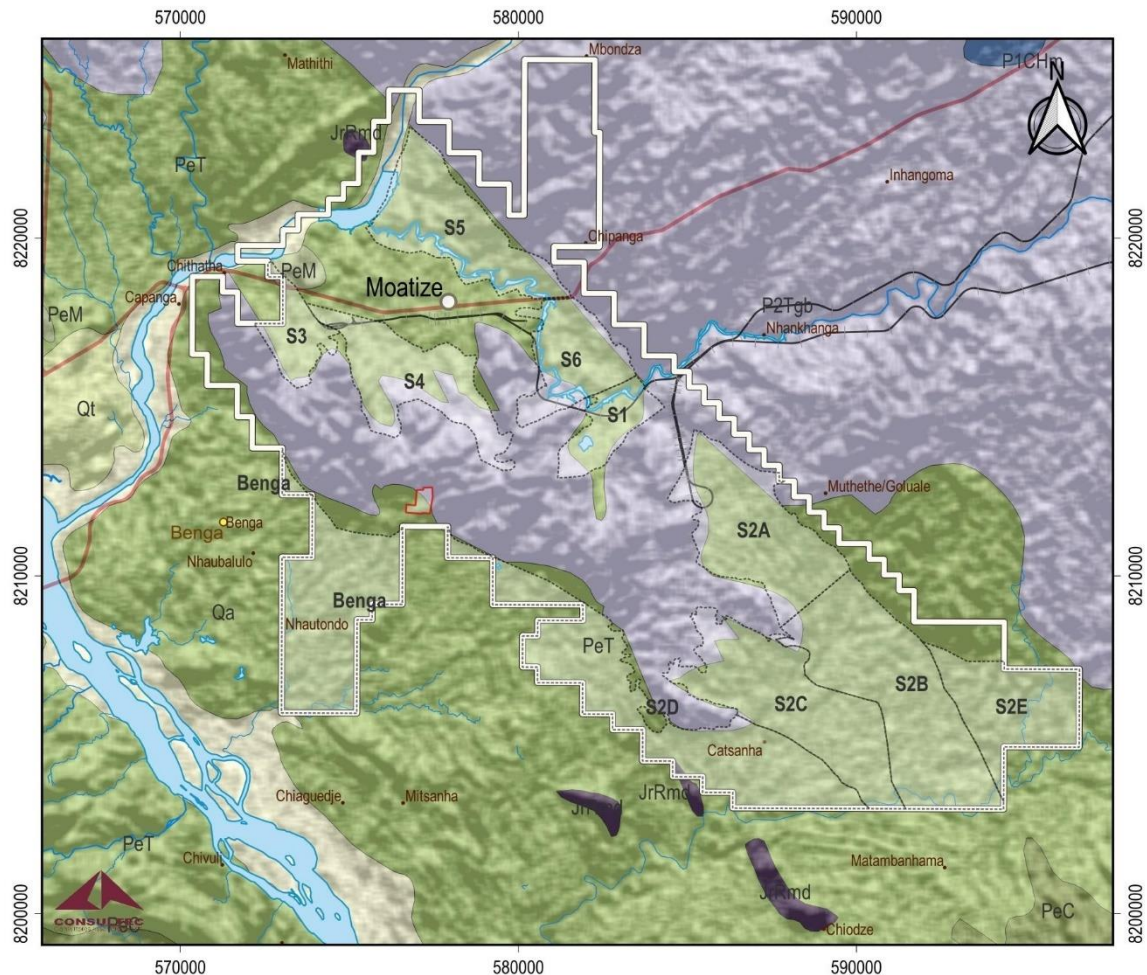 570000
580000
590000
Mbondza
Mathithi
P1CHm
N
JrRmd
PeT
Inhangoma
8220000
8220000
S5
Chipanga
Chithatha
PeM
Moatize
Capanga
PeM
P2Tgb
Nhankhanga
S3
S6
S4
Qt
S1
Benga
Muthethe/Goluale
S2A
Benga
Benga
Nhaubalulo
8210000
8210000
Qa
Benga
Nhautondo
PeT
S2B
S2C
S2D
S2E
Catsanha
JrRmd
Chiaguedje
Mitsanha
PeT
Chivuli
Matambanhama
JrRmd
PeC
Chiodze
CONSULTEC
8200000
8200000
570000
580000
590000